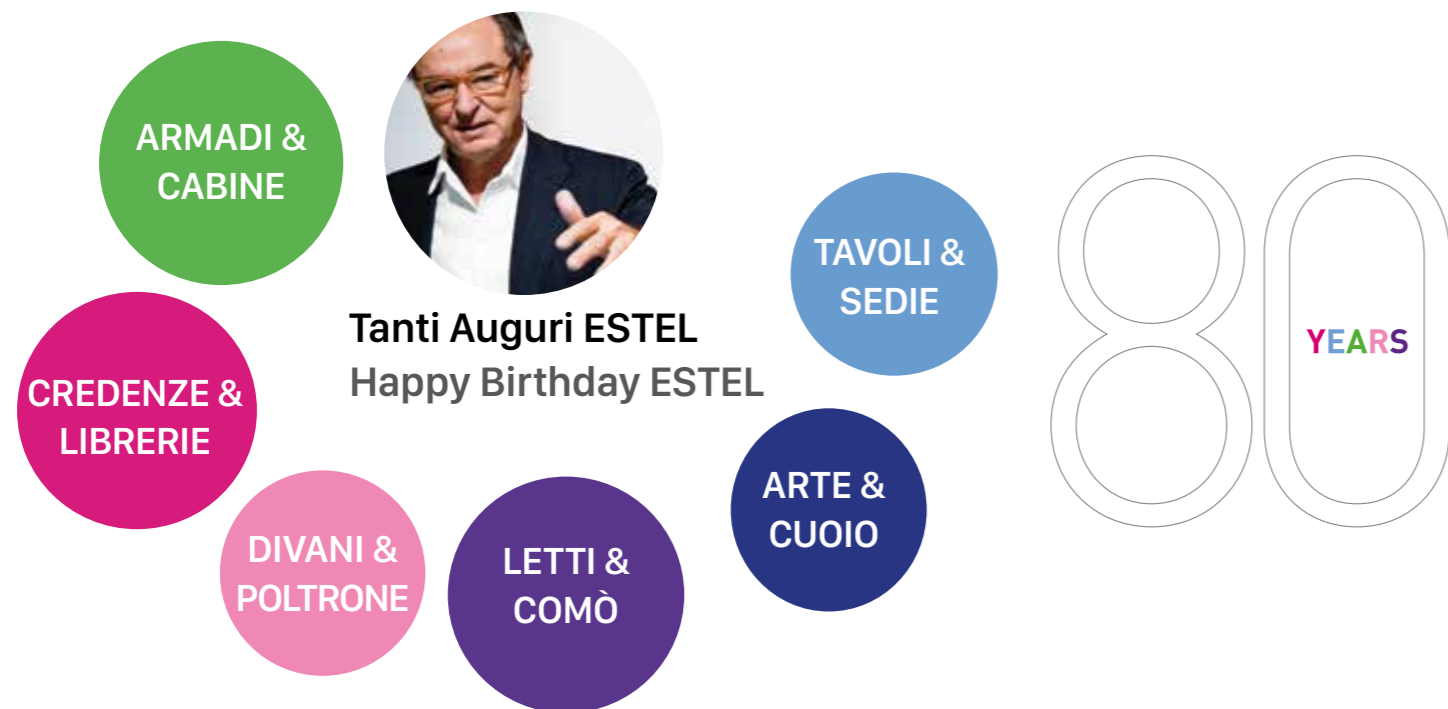 ARMADI &
CABINE
Tanti Auguri ESTEL
Happy Birthday ESTEL
TAVOLI &
SEDIE
80
YEARS
CREDENZE &
LIBRERIE
ARTE &
CUOIO
DIVANI &
POLTRONE
LETTI &
COMÒ